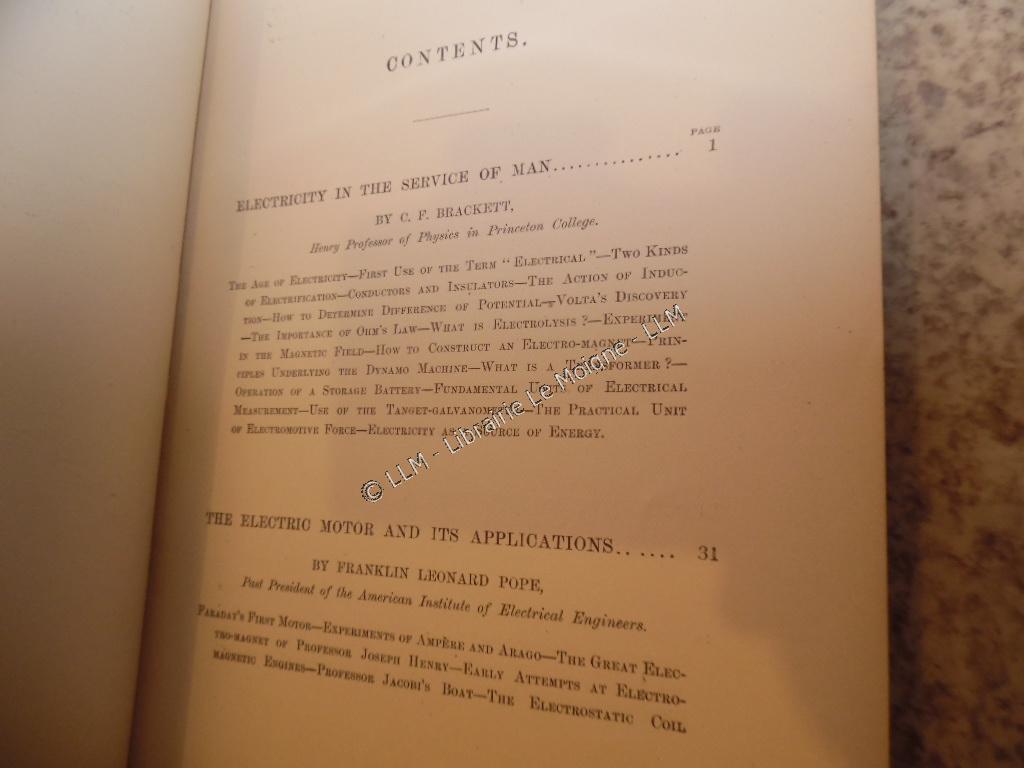 CONTENTS.
PAGE
ELECTRICITY IN THE SERVICE OF MAN............... 1
BY C. F. BRACKETT,
Henry Professor of Physics in Princeton College.
THE AGE OF ELECTRICITY—FIRST USE OF THE TERM "ELECTRICAL"—TWO KINDS
OF ELECTRIFICATION—CONDUCTORS AND INSULATORS—THE ACTION OF INDUC-
TION—HOW TO DETERMINE DIFFERENCE OF POTENTIAL—VOLTA'S DISCOVERY
—THE IMPORTANCE OF OHM'S LAW—WHAT IS ELECTROLYSIS?—EXPERIMENT
IN THE MAGNETIC FIELD—HOW TO CONSTRUCT AN ELECTRO-MAGNET—PRIN-
CIPLES UNDERLYING THE DYNAMO MACHINE—WHAT IS A TRANSFORMER?—
OPERATION OF A STORAGE BATTERY—FUNDAMENTAL UNITS OF ELECTRICAL
MEASUREMENT—USE OF THE TANGET-GALVANOMETER—THE PRACTICAL UNIT
OF ELECTROMOTIVE FORCE—ELECTRICITY AS A SOURCE OF ENERGY.
© LLM - Librairie Le Moigne - LLM
THE ELECTRIC MOTOR AND ITS APPLICATIONS....... 31
BY FRANKLIN LEONARD POPE,
Past President of the American Institute of Electrical Engineers.
FARADAY'S FIRST MOTOR—EXPERIMENTS OF AMPÈRE AND ARAGO—THE GREAT ELEC-
TRO-MAGNET OF PROFESSOR JOSEPH HENRY—EARLY ATTEMPTS AT ELECTRO-
MAGNETIC ENGINES—PROFESSOR JACOBI'S BOAT—THE ELECTROSTATIC COIL